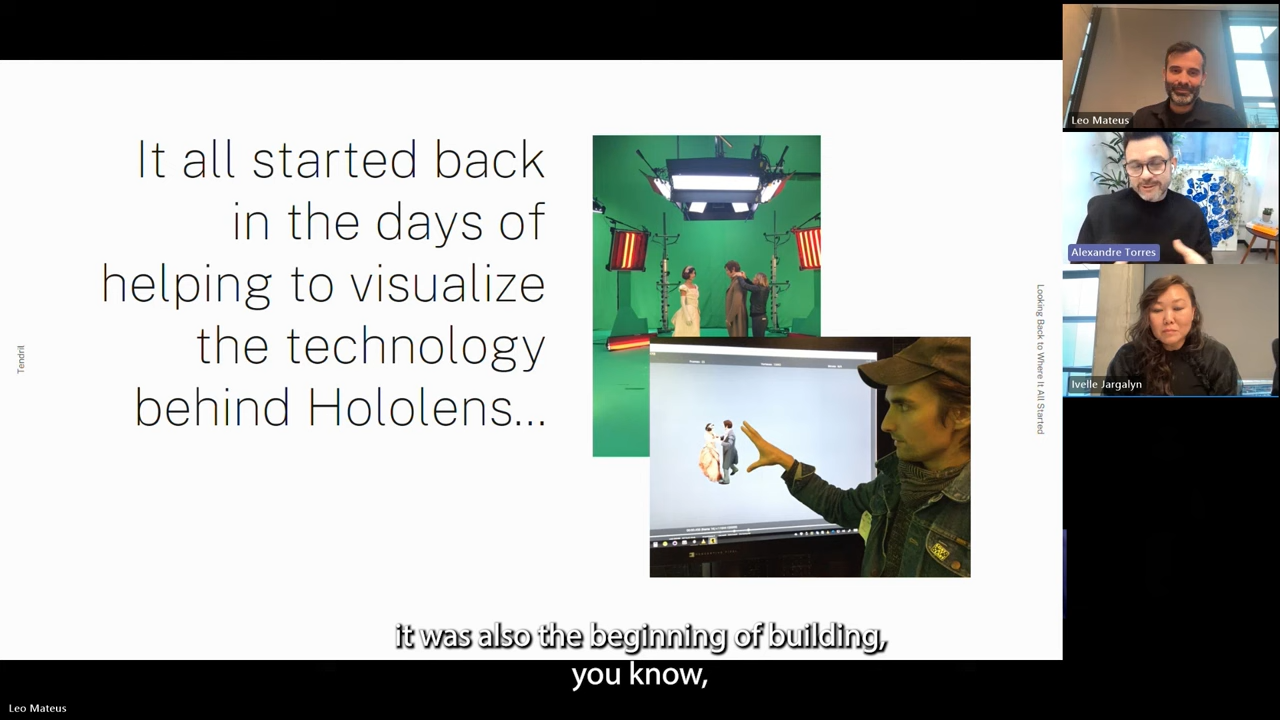 It all started back
in the days of
helping to visualize
the technology
behind Hololens...
Tendril
Looking Back to Where It All Started
Leo Mateus
Alexandre Torres
Ivelle Jargalyn
it was also the beginning of building,
you know,
Leo Mateus